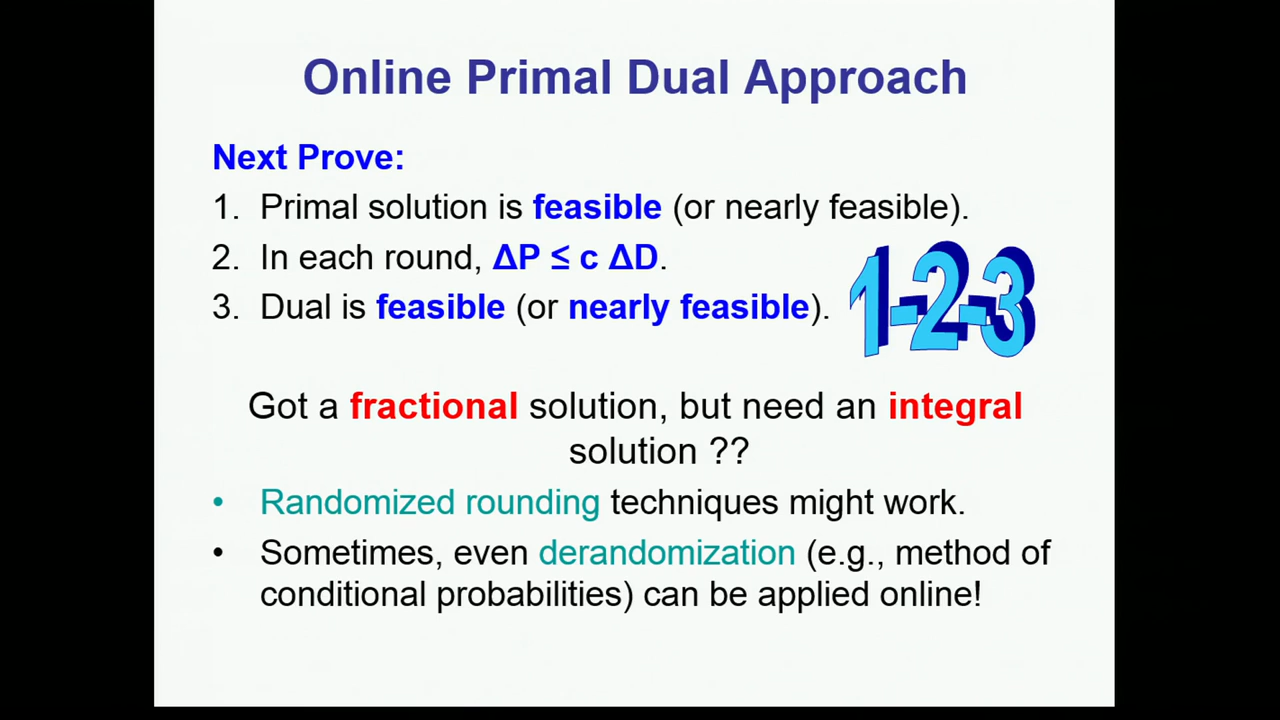 Online Primal Dual Approach
Next Prove:
1. Primal solution is feasible (or nearly feasible).
2. In each round, ΔP ≤ c ΔD.
3. Dual is feasible (or nearly feasible).
1-2-3
Got a fractional solution, but need an integral
solution ??
• Randomized rounding techniques might work.
• Sometimes, even derandomization (e.g., method of
conditional probabilities) can be applied online!